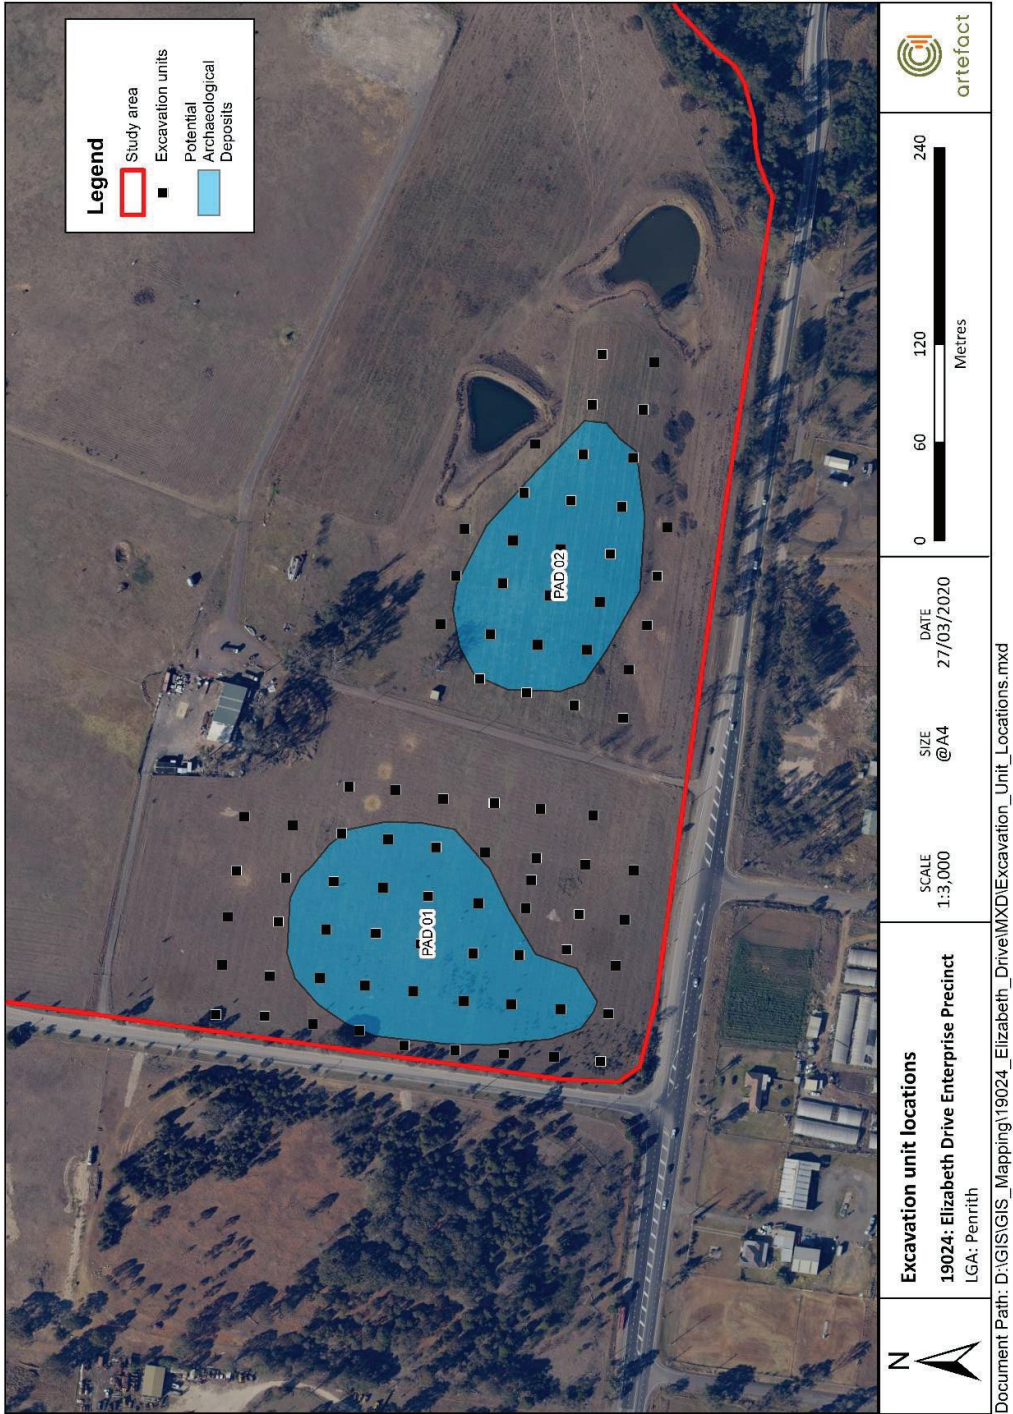 Legend
Study area
Excavation units
Potential
Archaeological
Deposits
PAD 01
PAD 02
N
Excavation unit locations
19024: Elizabeth Drive Enterprise Precinct
LGA: Penrith
SCALE
1:3,000
SIZE
@A4
DATE
27/03/2020
0
60
120
240
Metres
artefact
Document Path: D:\GIS\GIS_Mapping\19024_Elizabeth_Drive\MXD\Excavation_Unit_Locations.mxd